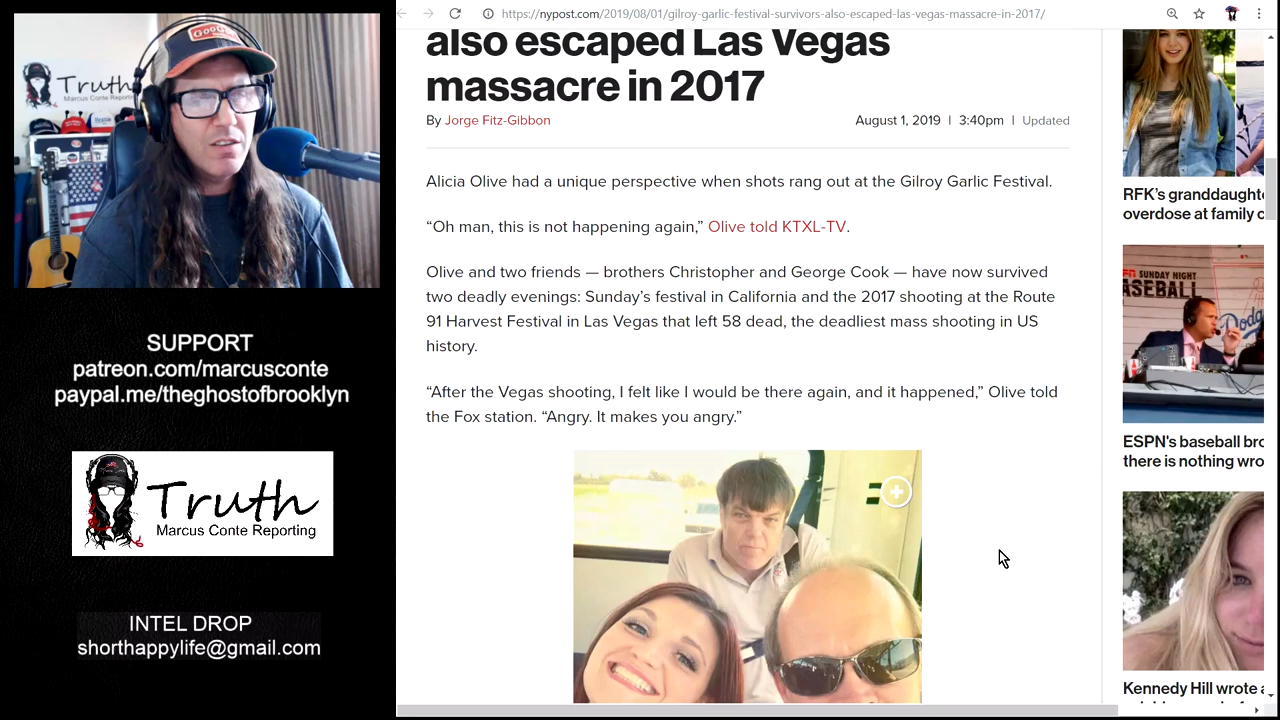 Truth
Marcus Conte Reporting
SUPPORT
patreon.com/marcusconte
paypal.me/theghostofbrooklyn
Truth
Marcus Conte Reporting
INTEL DROP
shorthappylife@gmail.com
https://nypost.com/2019/08/01/gilroy-garlic-festival-survivors-also-escaped-las-vegas-massacre-in-2017/
also escaped Las Vegas
massacre in 2017
By Jorge Fitz-Gibbon
August 1, 2019 | 3:40pm | Updated
Alicia Olive had a unique perspective when shots rang out at the Gilroy Garlic Festival.
“Oh man, this is not happening again,” Olive told KTXL-TV.
Olive and two friends — brothers Christopher and George Cook — have now survived
two deadly evenings: Sunday’s festival in California and the 2017 shooting at the Route
91 Harvest Festival in Las Vegas that left 58 dead, the deadliest mass shooting in US
history.
“After the Vegas shooting, I felt like I would be there again, and it happened,” Olive told
the Fox station. “Angry. It makes you angry.”
RFK’s granddaught
overdose at family c
SUNDAY NIGHT
BASEBALL
Dodg
ESPN's baseball bro
there is nothing wro
Kennedy Hill wrote